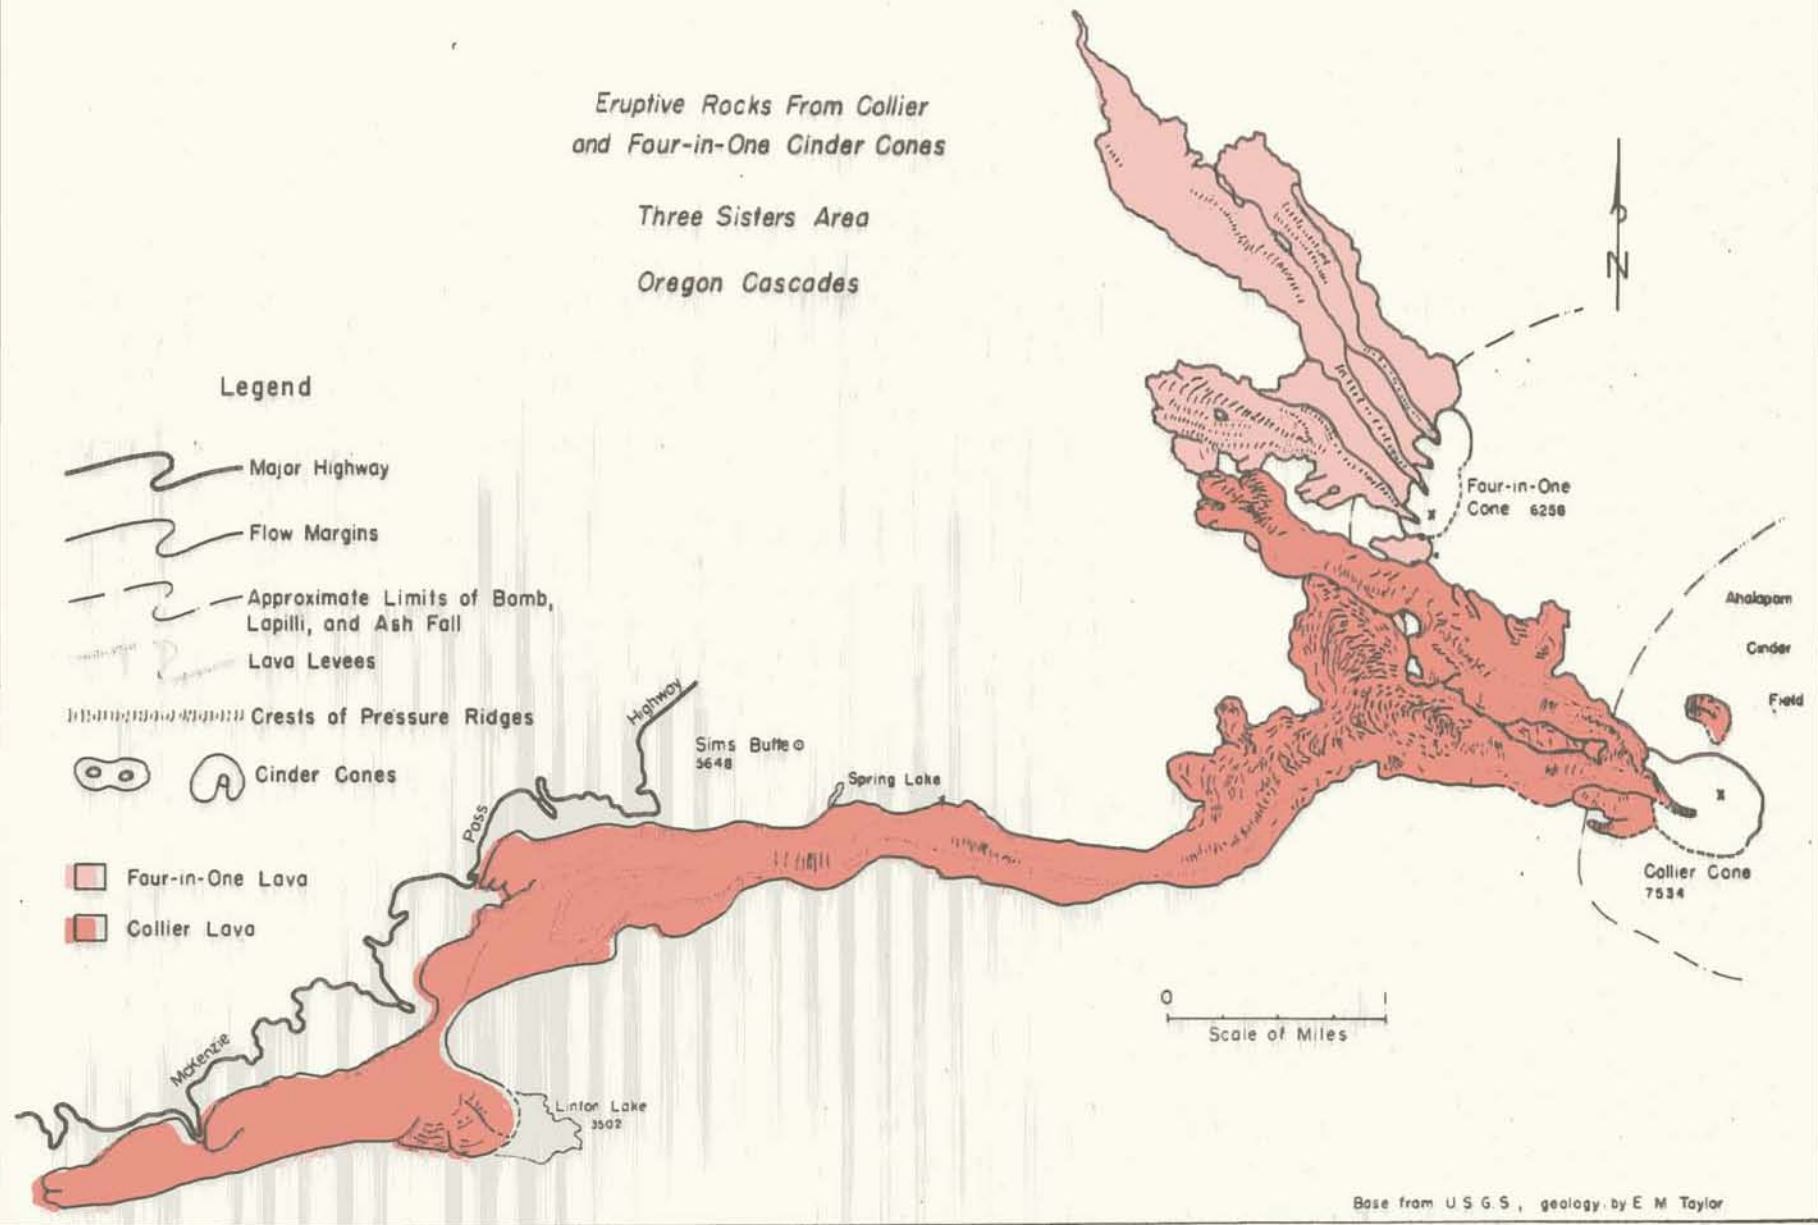 Eruptive Rocks From Collier
and Four-in-One Cinder Cones
Three Sisters Area
Oregon Cascades
N
Legend
Major Highway
Flow Margins
Approximate Limits of Bomb,
Lapilli, and Ash Fall
Lava Levees
Crests of Pressure Ridges
Cinder Cones
Four-in-One Lava
Collier Lava
Four-in-One
Cone 6258
Ahalapam
Cinder
Field
Collier Cone
7534
Highway
Sims Butte
5648
Spring Lake
Pass
McKenzie
Linton Lake
3502
0 1
Scale of Miles
Base from U S G S , geology by E M Taylor